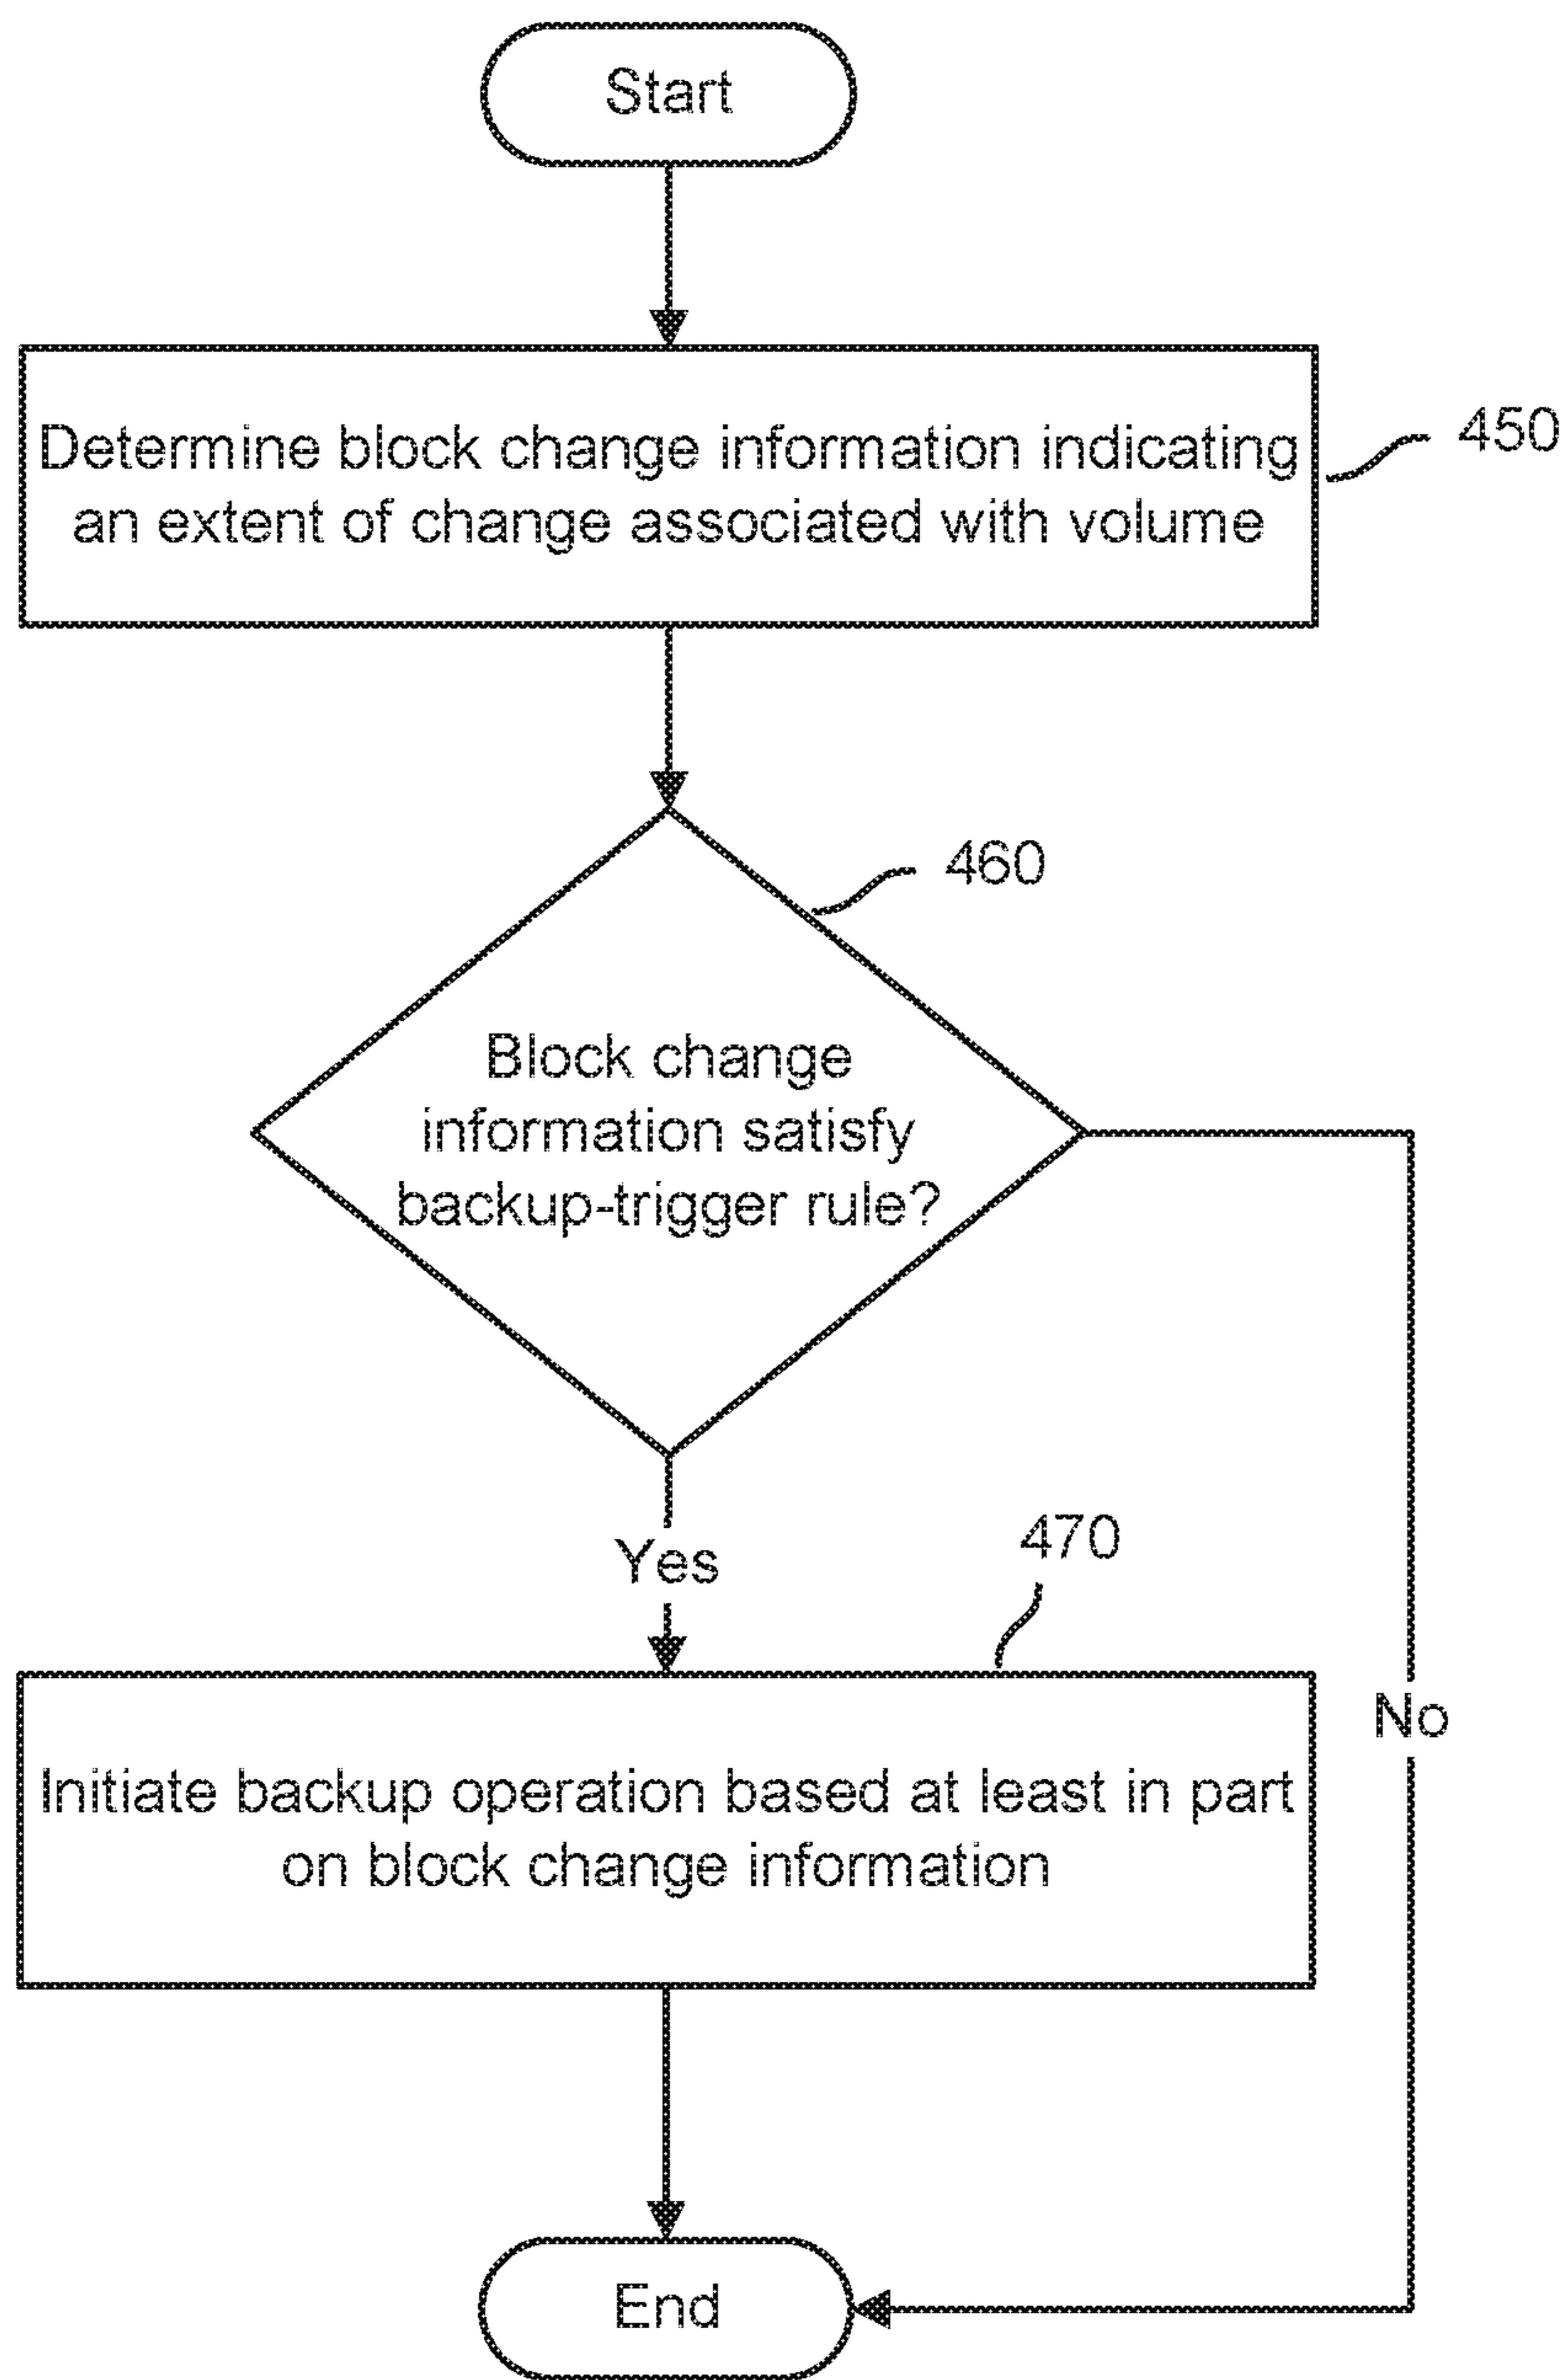 Start
Determine block change information indicating
an extent of change associated with volume
450
460
Block change
information satisfy
backup-trigger rule?
Yes
470
No
Initiate backup operation based at least in part
on block change information
End